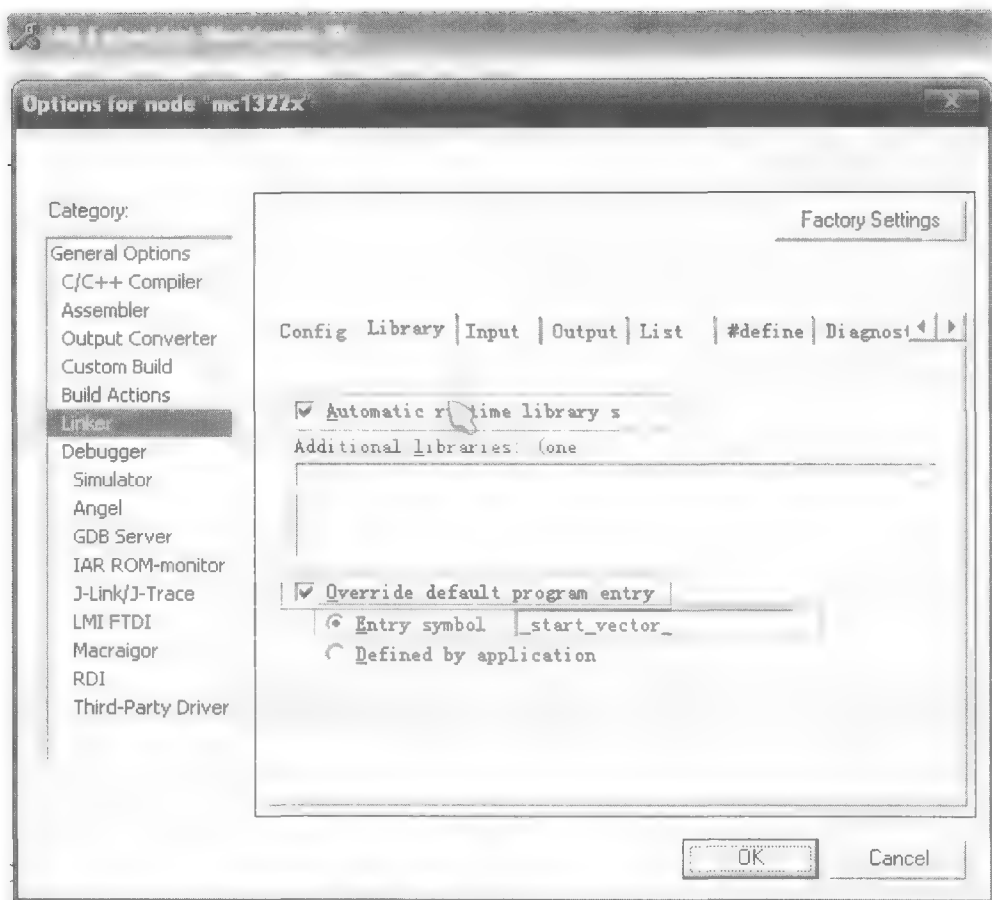 Options for node "mc1322x"
Category:
Factory Settings
General Options
C/C++ Compiler
Assembler
Output Converter
Custom Build
Build Actions
Linker
Debugger
Simulator
Angel
GDB Server
IAR ROM-monitor
J-Link/J-Trace
LMI FTDI
Macraigor
RDI
Third-Party Driver
Config Library Input Output List #define Diagnost
Automatic r time library s
Additional libraries: (one
Override default program entry
Entry symbol _start_vector_
Defined by application
OK Cancel